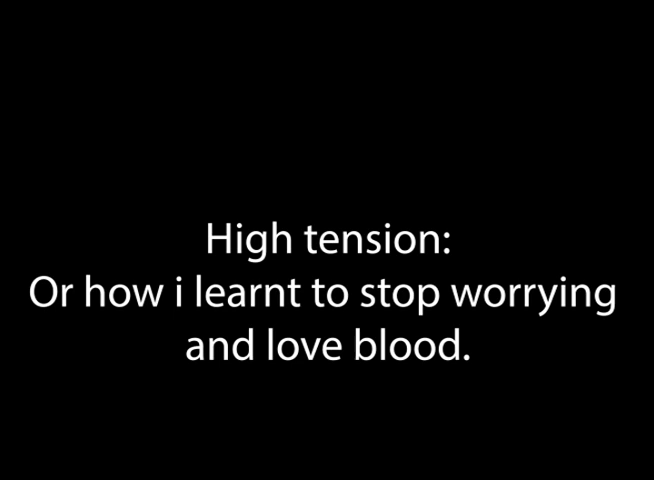 High tension:
Or how i learnt to stop worrying
and love blood.